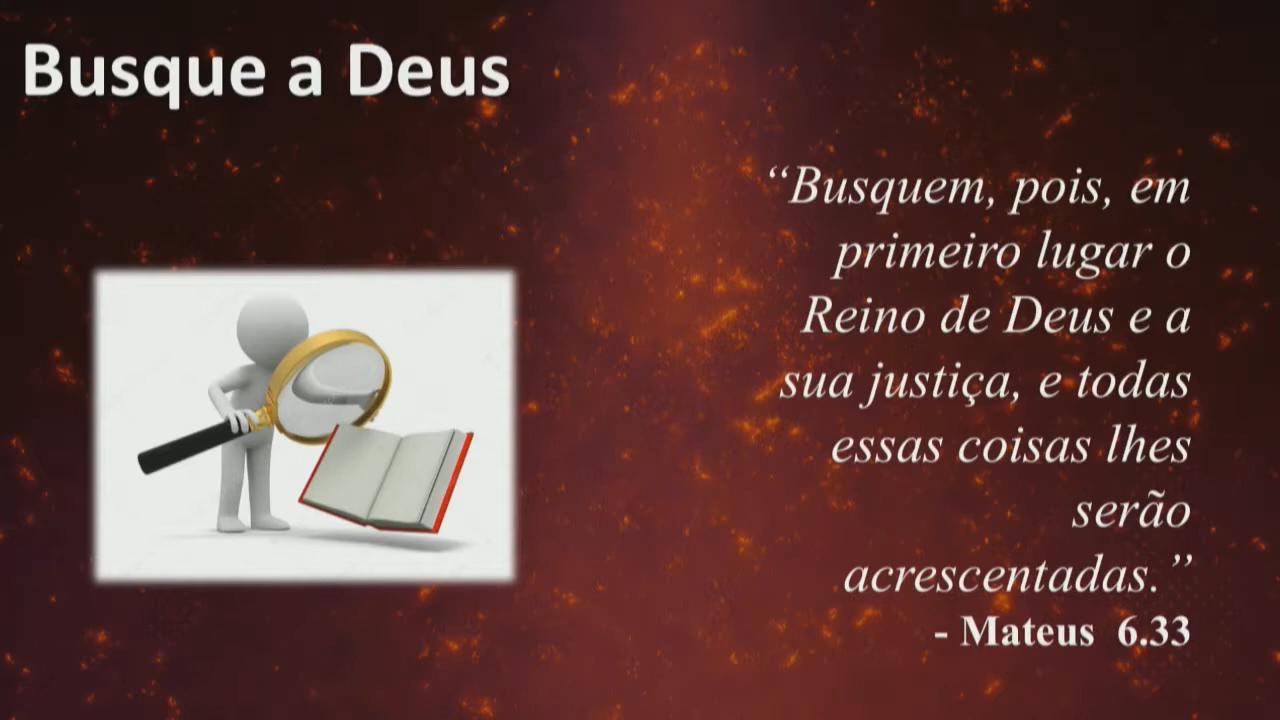 Busque a Deus
“Busquem, pois, em
primeiro lugar o
Reino de Deus e a
sua justiça, e todas
essas coisas lhes
serão
acrescentadas.”
- Mateus 6.33